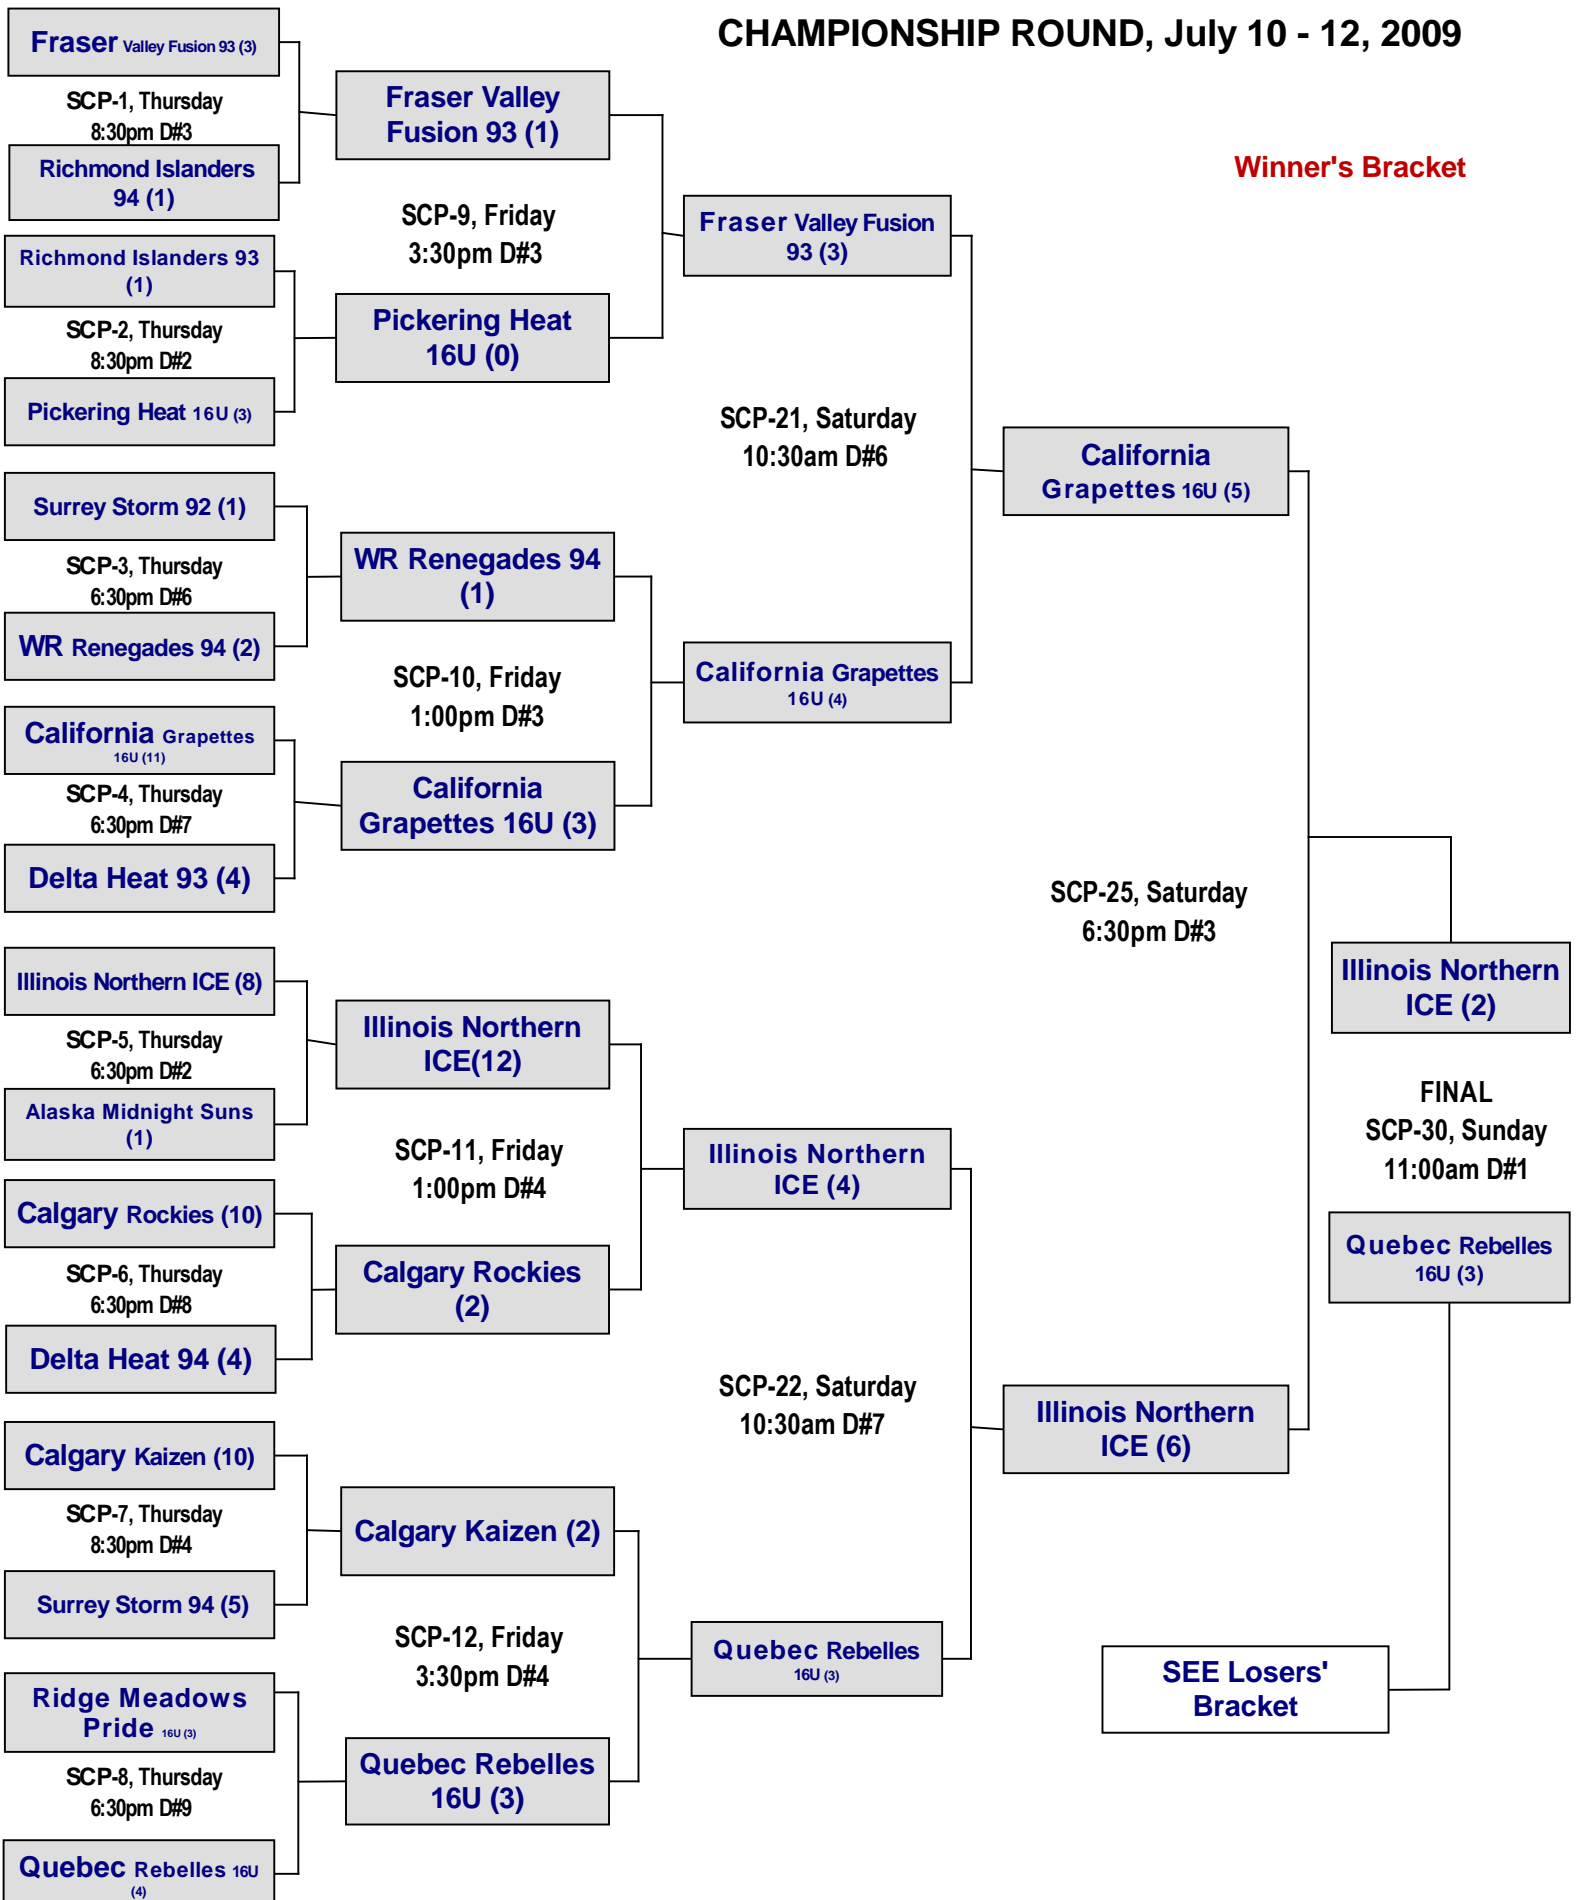 CHAMPIONSHIP ROUND, July 10 - 12, 2009
Winner's Bracket
Fraser Valley Fusion 93 (3)
SCP-1, Thursday
8:30pm D#3
Richmond Islanders
94 (1)
Richmond Islanders 93
(1)
SCP-2, Thursday
8:30pm D#2
Pickering Heat 16U (3)
Surrey Storm 92 (1)
SCP-3, Thursday
6:30pm D#6
WR Renegades 94 (2)
California Grapettes
16U (11)
SCP-4, Thursday
6:30pm D#7
Delta Heat 93 (4)
Illinois Northern ICE (8)
SCP-5, Thursday
6:30pm D#2
Alaska Midnight Suns
(1)
Calgary Rockies (10)
SCP-6, Thursday
6:30pm D#8
Delta Heat 94 (4)
Calgary Kaizen (10)
SCP-7, Thursday
8:30pm D#4
Surrey Storm 94 (5)
Ridge Meadows
Pride 16U (3)
SCP-8, Thursday
6:30pm D#9
Quebec Rebelles 16U
(4)
Fraser Valley
Fusion 93 (1)
SCP-9, Friday
3:30pm D#3
Pickering Heat
16U (0)
WR Renegades 94
(1)
SCP-10, Friday
1:00pm D#3
California
Grapettes 16U (3)
Illinois Northern
ICE(12)
SCP-11, Friday
1:00pm D#4
Calgary Rockies
(2)
Calgary Kaizen (2)
SCP-12, Friday
3:30pm D#4
Quebec Rebelles
16U (3)
Fraser Valley Fusion
93 (3)
SCP-21, Saturday
10:30am D#6
California Grapettes
16U (4)
Illinois Northern
ICE (4)
SCP-22, Saturday
10:30am D#7
Quebec Rebelles
16U (3)
California
Grapettes 16U (5)
SCP-25, Saturday
6:30pm D#3
Illinois Northern
ICE (6)
Illinois Northern
ICE (2)
FINAL
SCP-30, Sunday
11:00am D#1
Quebec Rebelles
16U (3)
SEE Losers'
Bracket